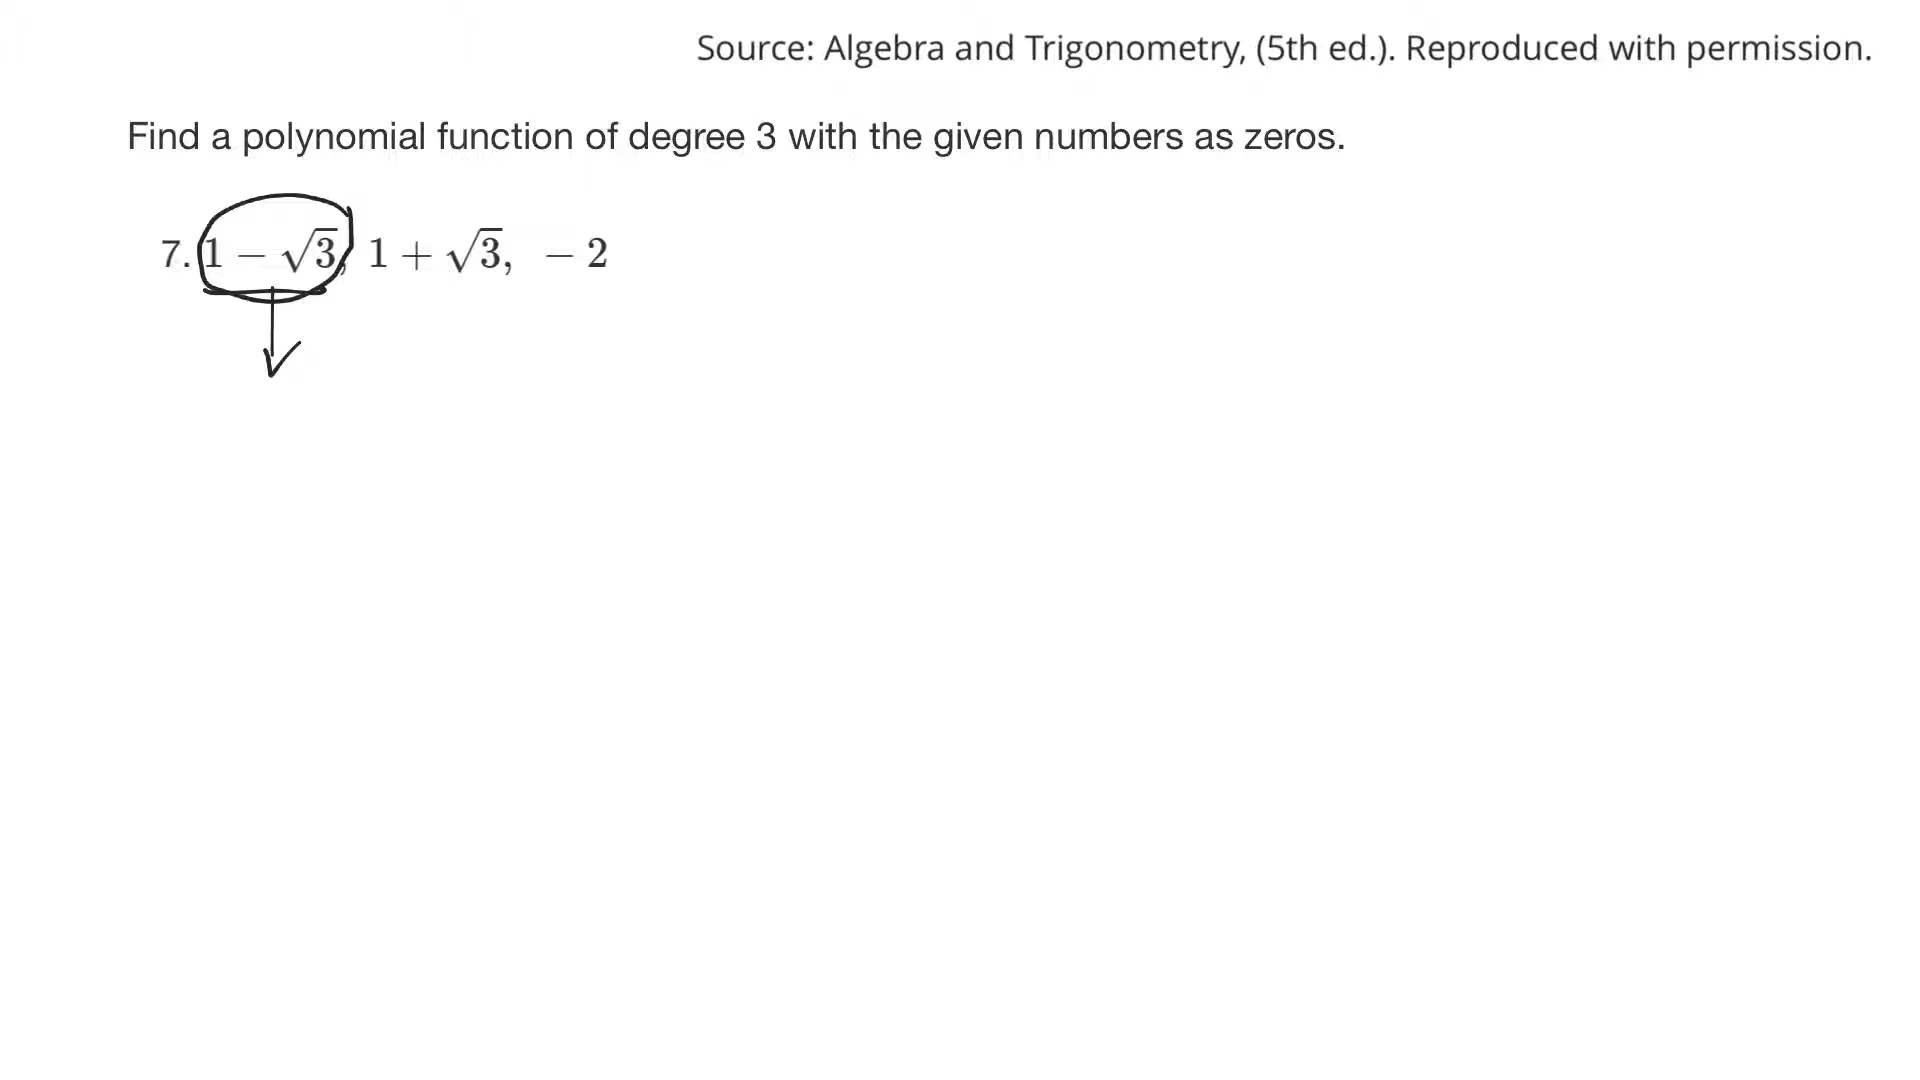 Source: Algebra and Trigonometry, (5th ed.). Reproduced with permission.
Find a polynomial function of degree 3 with the given numbers as zeros.
7. 1 − √3, 1 + √3, − 2